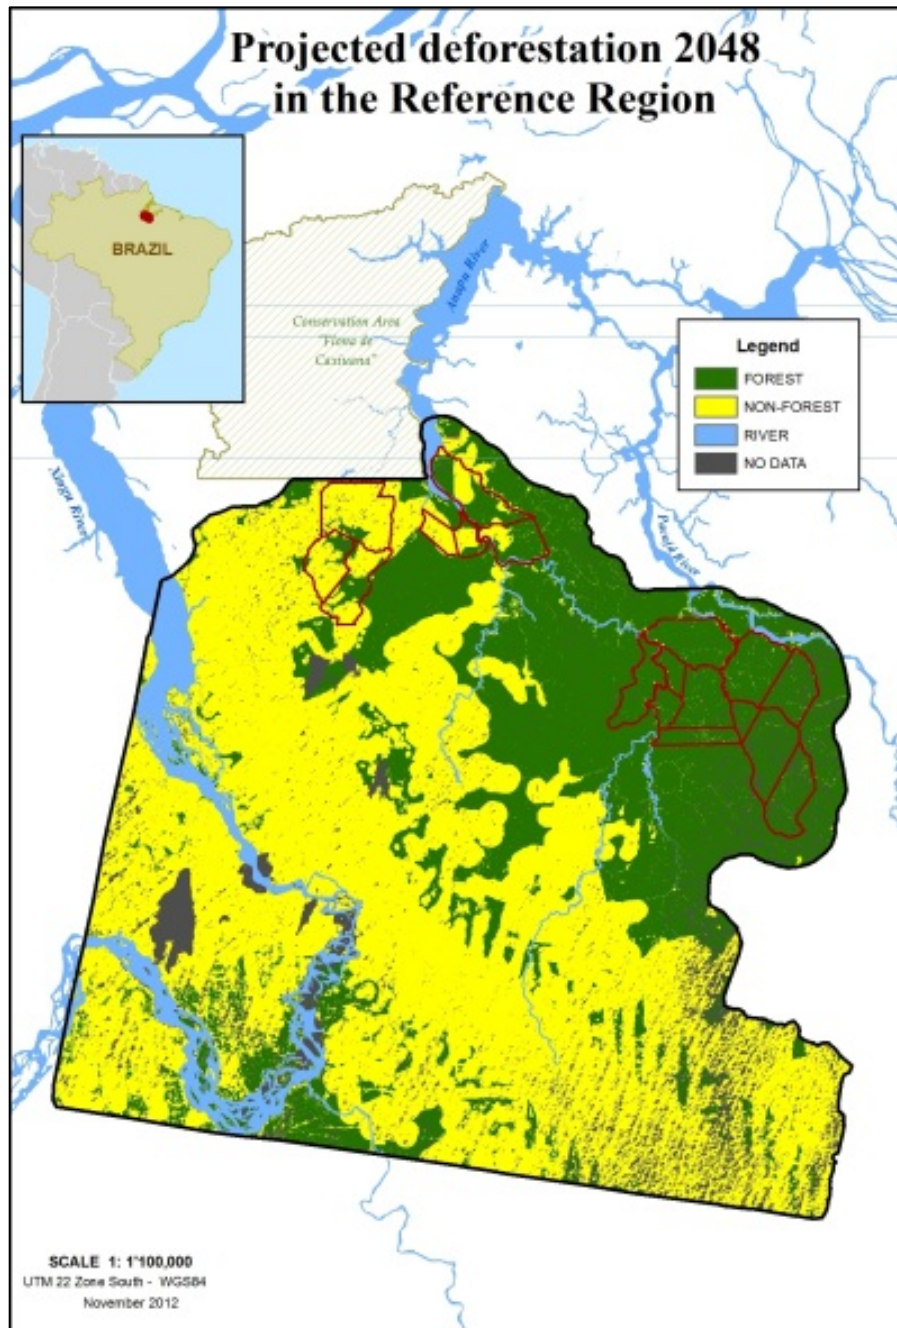 Projected deforestation 2048
in the Reference Region
BRAZIL
Anapu River
Conservation Area
"Flona de
Caxiuana"
Legend
FOREST
NON-FOREST
RIVER
NO DATA
Xingu River
Pacajá River
SCALE 1: 1'100,000
UTM 22 Zone South - WGS84
November 2012